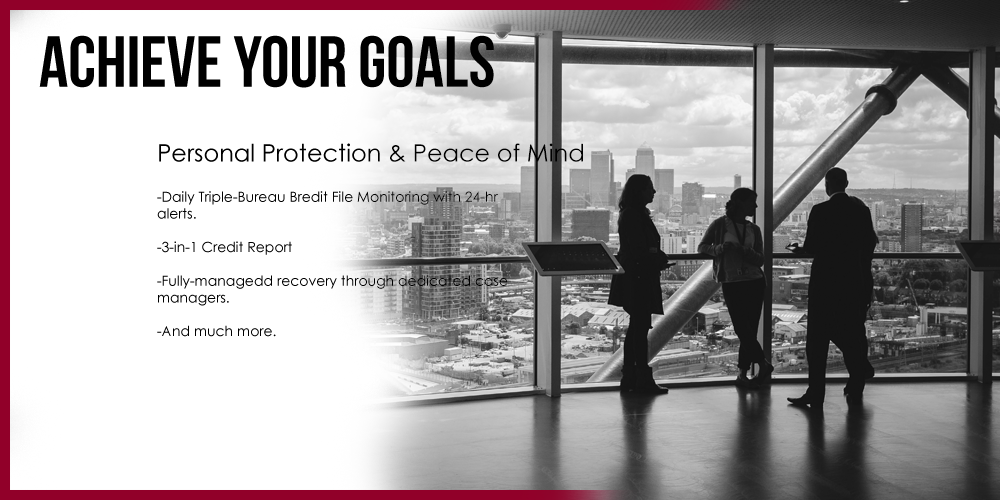 ACHIEVE YOUR GOALS
Personal Protection & Peace of Mind
-Daily Triple-Bureau Bredit File Monitoring with 24-hr
alerts.
-3-in-1 Credit Report
-Fully-managedd recovery through dedicated case
managers.
-And much more.